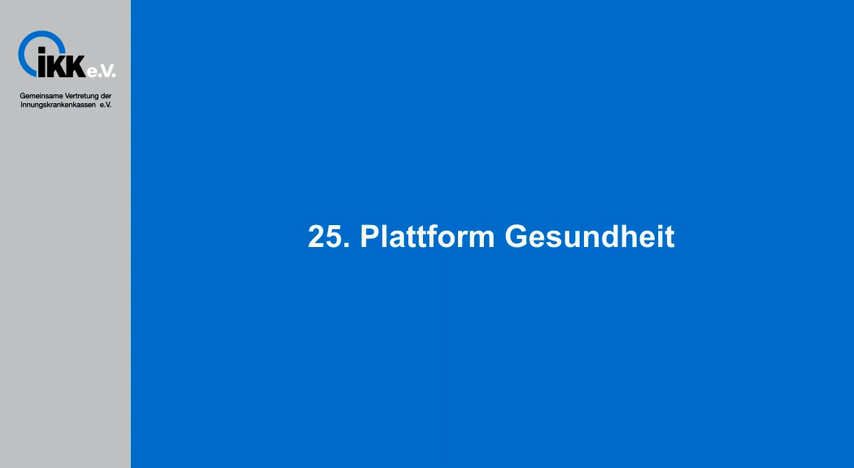 iKK e.V.
Gemeinsame Vertretung der
Innungskrankenkassen e.V.
25. Plattform Gesundheit